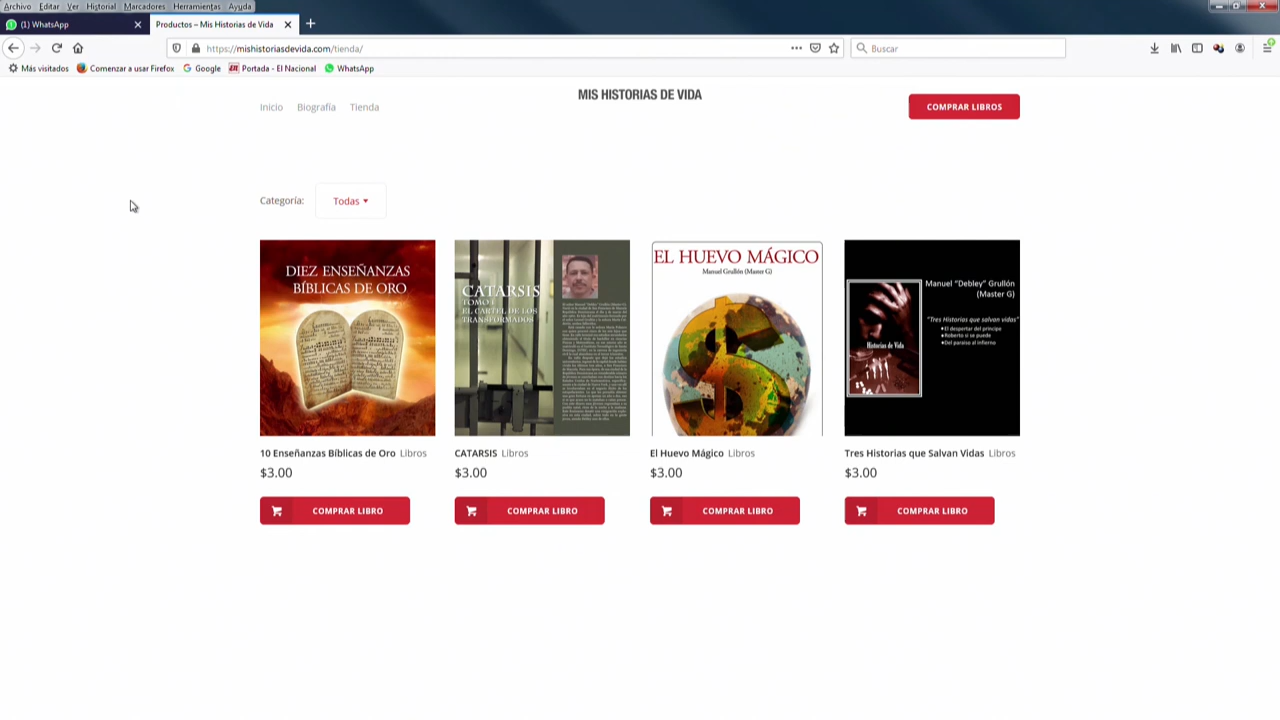 Archivo Editar Ver Historial Marcadores Herramientas Ayuda
(1) WhatsApp
Productos – Mis Historias de Vida
https://mishistoriasdevida.com/tienda/
Buscar
Más visitados Comenzar a usar Firefox Google Portada - El Nacional WhatsApp
MIS HISTORIAS DE VIDA
Inicio Biografía Tienda
COMPRAR LIBROS
Categoría: Todas
DIEZ ENSEÑANZAS
BÍBLICAS DE ORO
CATARSIS
TOMO I
EL CARTEL DE LOS
TRANSFORMADOS
EL HUEVO MÁGICO
Manuel Grullón (Master G)
Manuel "Debley" Grullón
(Master G)
"Tres Historias que salvan vidas"
•El despertar del príncipe
•Roberto si se puede
•Del paraíso al infierno
Historias de Vida
10 Enseñanzas Bíblicas de Oro Libros
$3.00
COMPRAR LIBRO
CATARSIS Libros
$3.00
COMPRAR LIBRO
El Huevo Mágico Libros
$3.00
COMPRAR LIBRO
Tres Historias que Salvan Vidas Libros
$3.00
COMPRAR LIBRO